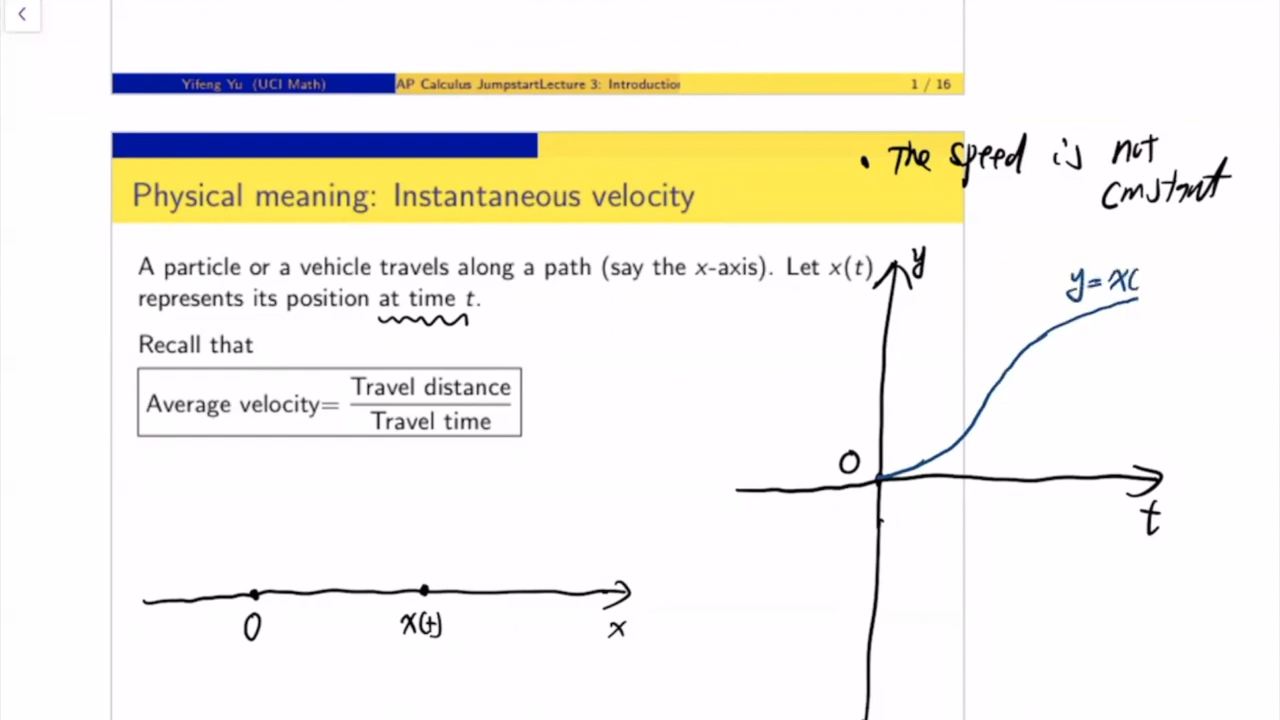 Yifeng Yu (UCI Math) AP Calculus JumpstartLecture 3: Introduction 1 / 16
• The speed is not
constant
Physical meaning: Instantaneous velocity
A particle or a vehicle travels along a path (say the x-axis). Let x(t)
represents its position at time t.
y
y=x(
Recall that
Average velocity= Travel distance
Travel time
0
t
0 x(t) x